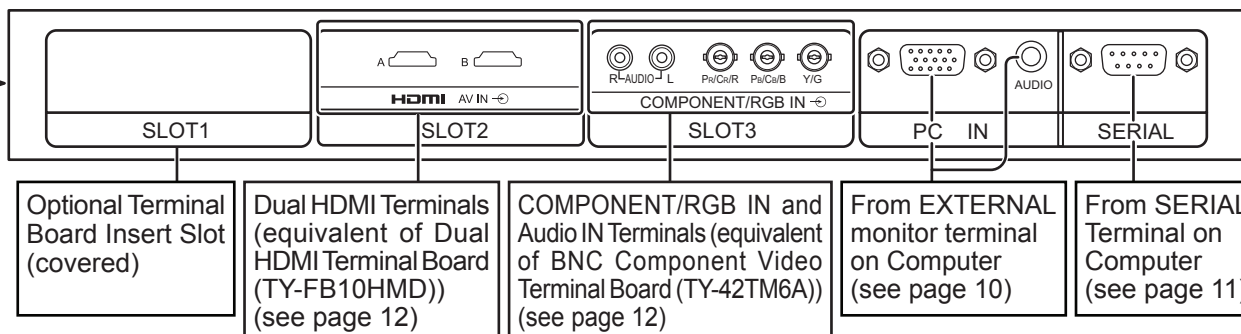 A B
HDMI AV IN
R AUDIO L PR/CR/R PB/CB/B Y/G
COMPONENT/RGB IN
AUDIO
SLOT1 SLOT2 SLOT3 PC IN SERIAL
Optional Terminal
Board Insert Slot
(covered)
Dual HDMI Terminals
(equivalent of Dual
HDMI Terminal Board
(TY-FB10HMD))
(see page 12)
COMPONENT/RGB IN and
Audio IN Terminals (equivalent
of BNC Component Video
Terminal Board (TY-42TM6A))
(see page 12)
From EXTERNAL
monitor terminal
on Computer
(see page 10)
From SERIAL
Terminal on
Computer
(see page 11)